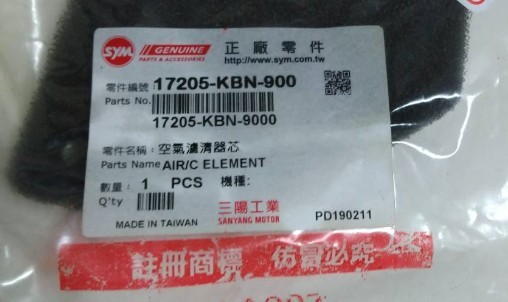 SYM GENUINE 正廠零件
PARTS & ACCESSORIES http://www.sym.com.tw
零件編號 17205-KBN-900
Parts No.
17205-KBN-9000
零件名稱：空氣濾清器芯
Parts Name AIR/C ELEMENT
數量： 1 PCS 機種：
Q'ty
三陽工業
SANYANG MOTOR
MADE IN TAIWAN PD190211
註冊商標 仿冒必究